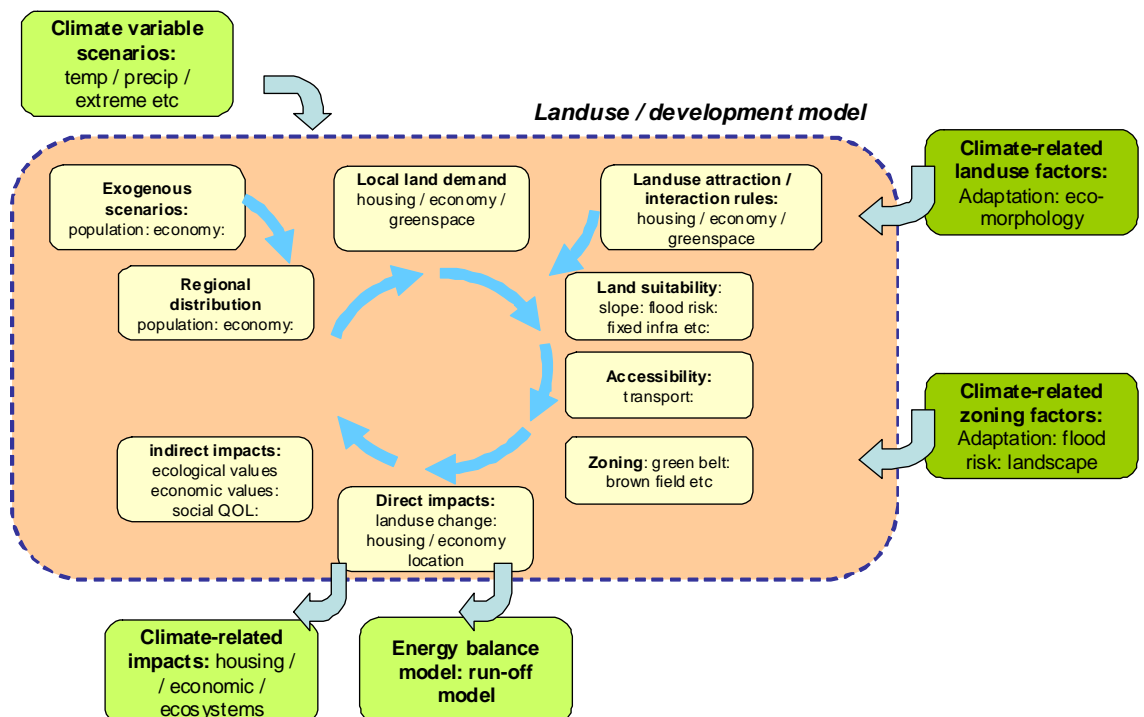 Climate variable
scenarios:
temp / precip /
extreme etc
Landuse / development model
Exogenous
scenarios:
population: economy:
Local land demand
housing / economy /
greenspace
Landuse attraction /
interaction rules:
housing / economy /
greenspace
Climate-related
landuse factors:
Adaptation: eco-
morphology
Regional
distribution
population: economy:
Land suitability:
slope: flood risk:
fixed infra etc:
Accessibility:
transport:
Climate-related
zoning factors:
Adaptation: flood
risk: landscape
indirect impacts:
ecological values
economic values:
social QOL:
Zoning: green belt:
brown field etc
Direct impacts:
landuse change:
housing / economy
location
Climate-related
impacts: housing /
/ economic /
ecosystems
Energy balance
model: run-off
model